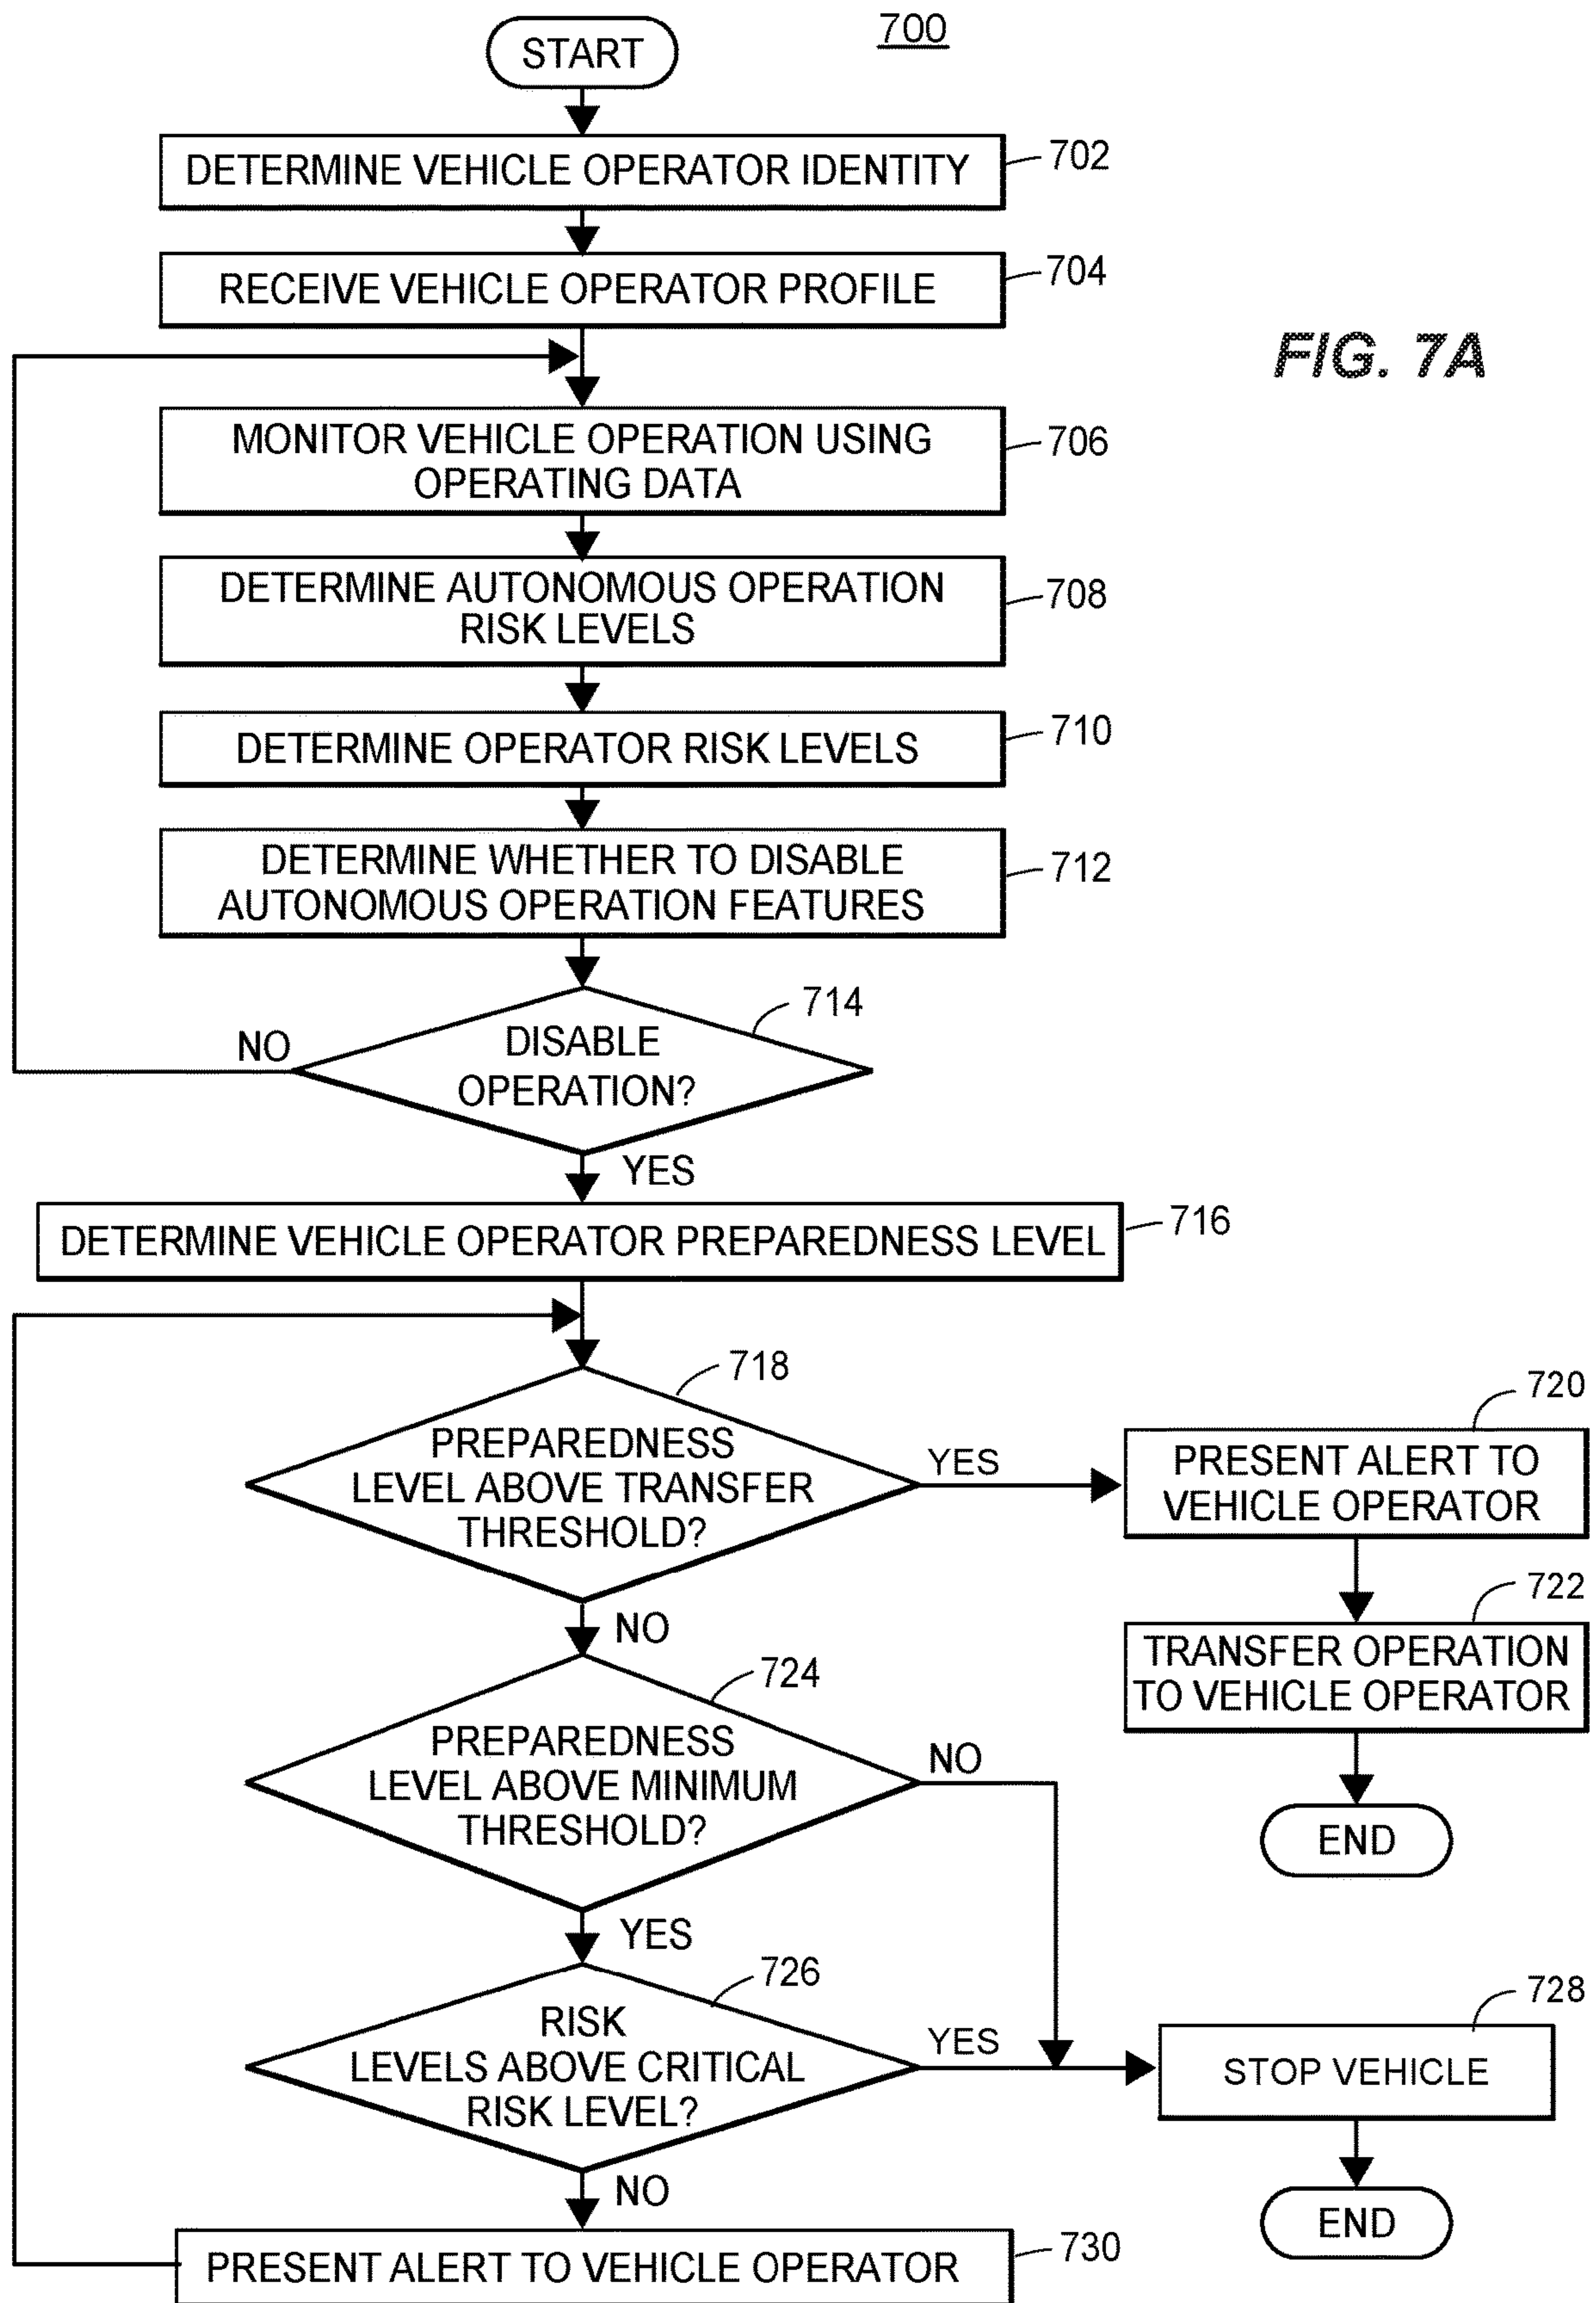 START
700
DETERMINE VEHICLE OPERATOR IDENTITY
702
RECEIVE VEHICLE OPERATOR PROFILE
704
FIG. 7A
MONITOR VEHICLE OPERATION USING
OPERATING DATA
706
DETERMINE AUTONOMOUS OPERATION
RISK LEVELS
708
DETERMINE OPERATOR RISK LEVELS
710
DETERMINE WHETHER TO DISABLE
AUTONOMOUS OPERATION FEATURES
712
714
DISABLE
OPERATION?
NO
YES
DETERMINE VEHICLE OPERATOR PREPAREDNESS LEVEL
716
718
PREPAREDNESS
LEVEL ABOVE TRANSFER
THRESHOLD?
YES
720
PRESENT ALERT TO
VEHICLE OPERATOR
722
TRANSFER OPERATION
TO VEHICLE OPERATOR
END
NO
724
PREPAREDNESS
LEVEL ABOVE MINIMUM
THRESHOLD?
NO
YES
726
RISK
LEVELS ABOVE CRITICAL
RISK LEVEL?
YES
728
STOP VEHICLE
END
NO
PRESENT ALERT TO VEHICLE OPERATOR
730